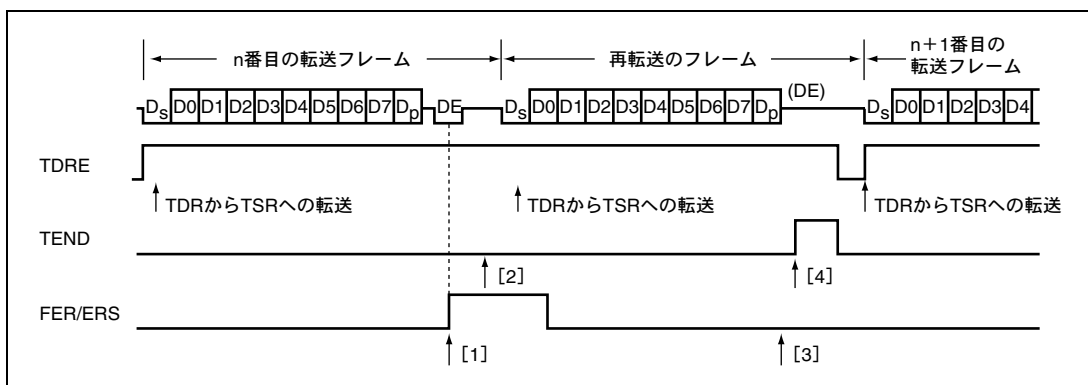 n番目の転送フレーム
再転送のフレーム
n+1番目の
転送フレーム
Ds D0 D1 D2 D3 D4 D5 D6 D7 Dp DE
Ds D0 D1 D2 D3 D4 D5 D6 D7 Dp (DE)
Ds D0 D1 D2 D3 D4
TDRE
TDRからTSRへの転送
TDRからTSRへの転送
TDRからTSRへの転送
TEND
[2]
[4]
FER/ERS
[1]
[3]